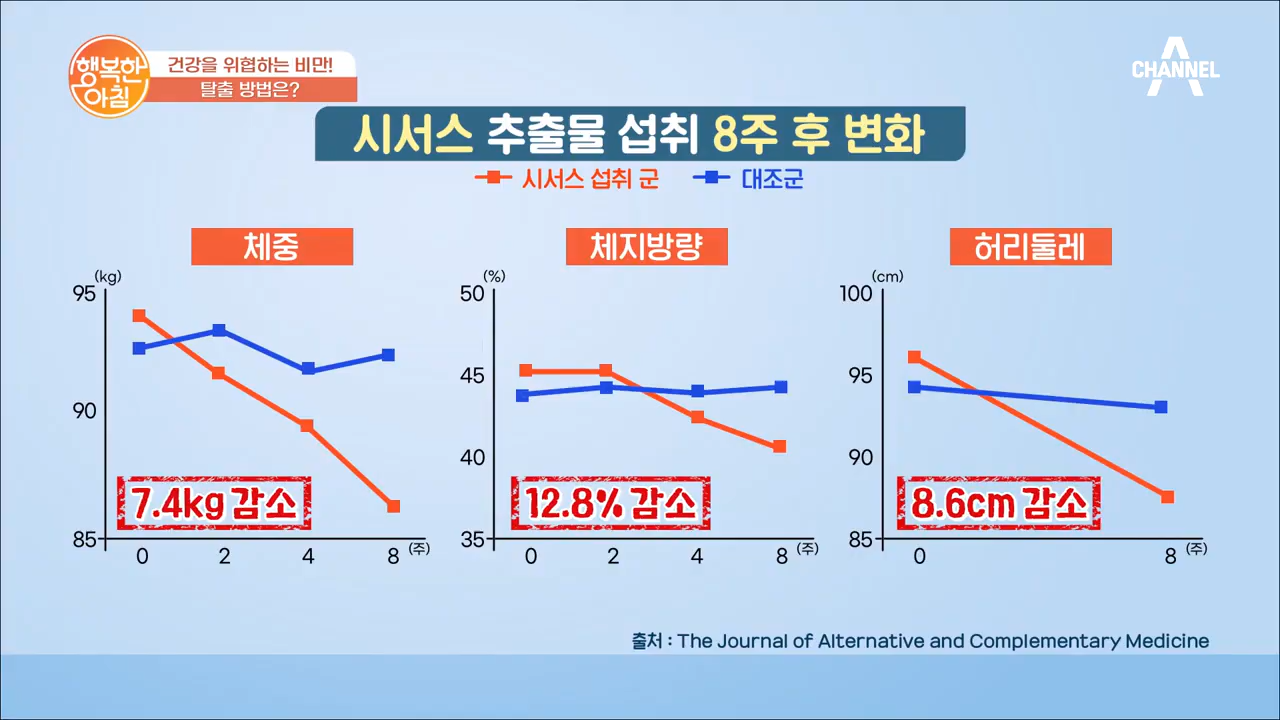 행복한
아침
건강을 위협하는 비만!
탈출 방법은?
CHANNEL A
시서스 추출물 섭취 8주 후 변화
시서스 섭취 군 대조군
체중
(kg)
95
90
85
0 2 4 8 (주)
7.4kg 감소
체지방량
(%)
50
45
40
35
0 2 4 8 (주)
12.8% 감소
허리둘레
(cm)
100
95
90
85
0 8 (주)
8.6cm 감소
출처 : The Journal of Alternative and Complementary Medicine